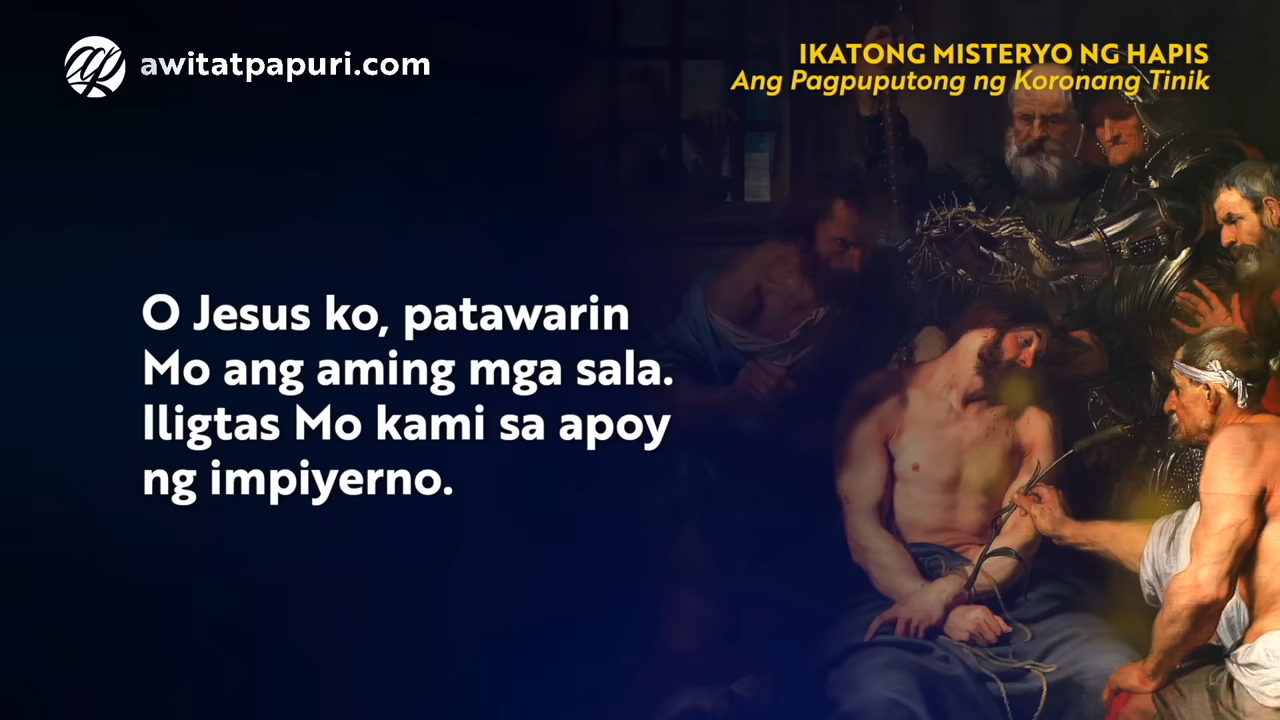 awitatpapuri.com
IKATONG MISTERYO NG HAPIS
Ang Pagpuputong ng Koronang Tinik
O Jesus ko, patawarin
Mo ang aming mga sala.
Iligtas Mo kami sa apoy
ng impiyerno.